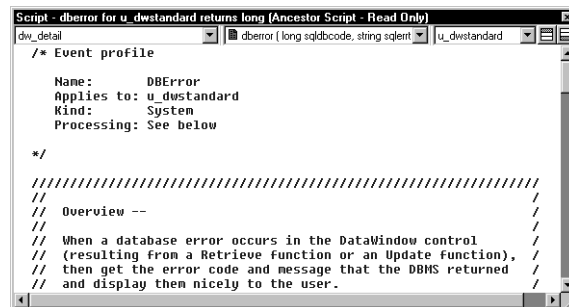 Script - dberror for u_dwstandard returns long (Ancestor Script - Read Only)
dw_detail dberror ( long sqldbcode, string sqlerrt u_dwstandard
/* Event profile
Name: DBError
Applies to: u_dwstandard
Kind: System
Processing: See below
*/
//////////////////////////////////////////////////////////////////
// /
// Overview -- /
// /
// When a database error occurs in the DataWindow control /
// (resulting from a Retrieve function or an Update function), /
// then get the error code and message that the DBMS returned /
// and display them nicely to the user. /